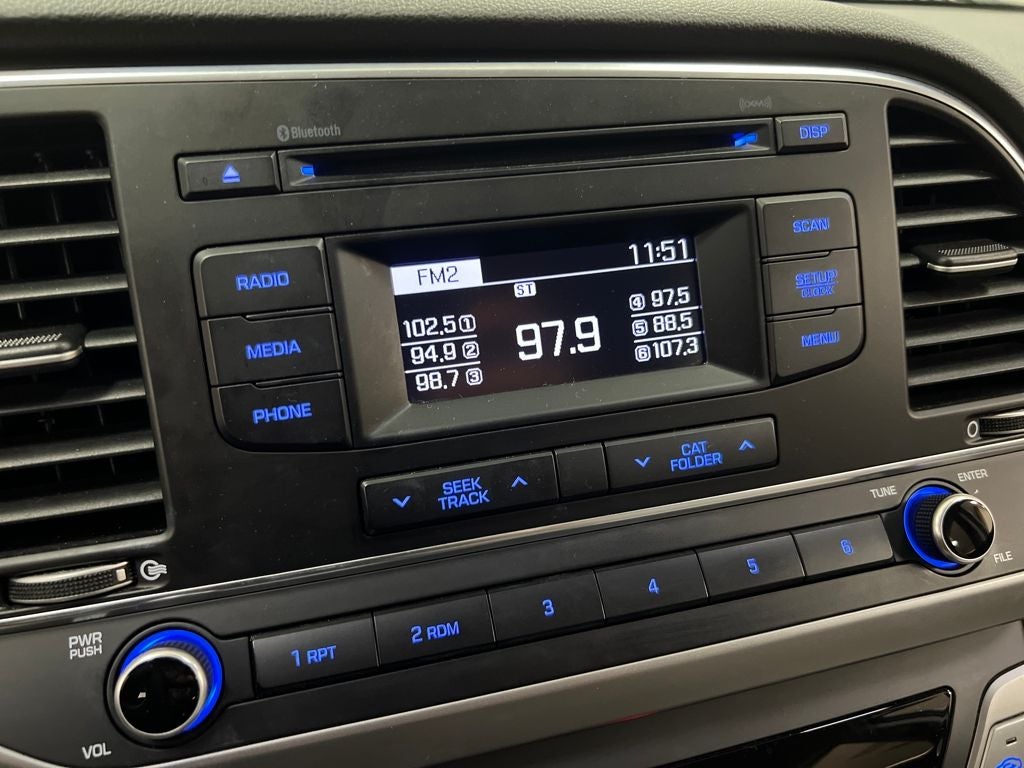 Bluetooth
((XM))
DISP
RADIO
MEDIA
PHONE
FM2
11:51
ST
102.5 1
94.9 2
98.7 3
97.9
4 97.5
5 88.5
6 107.3
SCAN
SETUP
CLOCK
MENU
SEEK
TRACK
CAT
FOLDER
TUNE
ENTER
FILE
PWR
PUSH
VOL
1 RPT
2 RDM
3
4
5
6
0